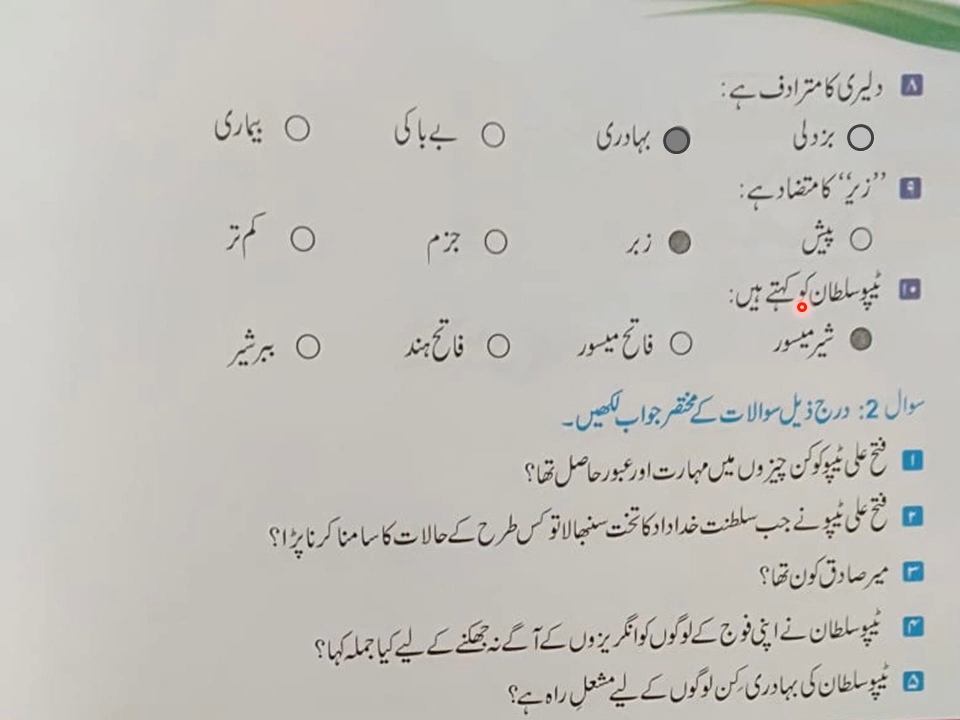 ۸ دلیری کا مترادف ہے:
○ بزدلی ● بہادری ○ بے باکی ○ بیماری
۹ ”زیر“ کا متضاد ہے:
○ پیش ● زبر ○ جزم ○ کم تر
۱۰ ٹیپو سلطان کو کہتے ہیں:
● شیر میسور ○ فاتح میسور ○ فاتح ہند ○ ببر شیر
سوال 2: درج ذیل سوالات کے مختصر جواب لکھیں۔
۱ فتح علی ٹیپو کو کن چیزوں میں مہارت اور عبور حاصل تھا؟
۲ فتح علی ٹیپو نے جب سلطنت خداداد کا تخت سنبھالا تو کس طرح کے حالات کا سامنا کرنا پڑا؟
۳ میر صادق کون تھا؟
۴ ٹیپو سلطان نے اپنی فوج کے لوگوں کو انگریزوں کے آگے نہ جھکنے کے لیے کیا جملہ کہا؟
۵ ٹیپو سلطان کی بہادری کِن لوگوں کے لیے مشعلِ راہ ہے؟